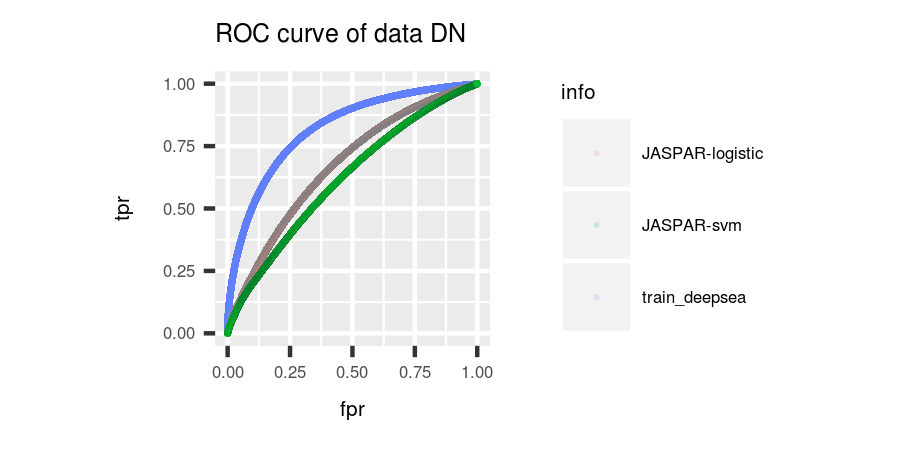 ROC curve of data DN
tpr
1.00
0.75
0.50
0.25
0.00
0.00 0.25 0.50 0.75 1.00
fpr
info
JASPAR-logistic
JASPAR-svm
train_deepsea